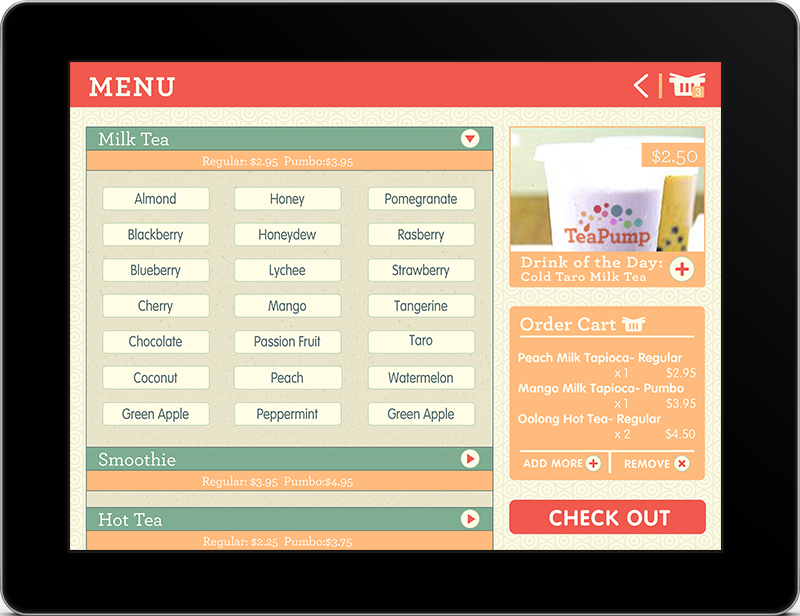 MENU
3
Milk Tea
Regular: $2.95 Pumbo:$3.95
Almond
Honey
Pomegranate
Blackberry
Honeydew
Rasberry
Blueberry
Lychee
Strawberry
Cherry
Mango
Tangerine
Chocolate
Passion Fruit
Taro
Coconut
Peach
Watermelon
Green Apple
Peppermint
Green Apple
Smoothie
Regular: $3.95 Pumbo:$4.95
Hot Tea
Regular: $2.25 Pumbo:$3.75
$2.50
TeaPump
Drink of the Day:
Cold Taro Milk Tea
Order Cart
Peach Milk Tapioca- Regular
x 1 $2.95
Mango Milk Tapioca- Pumbo
x 1 $3.95
Oolong Hot Tea- Regular
x 2 $4.50
ADD MORE
REMOVE
CHECK OUT